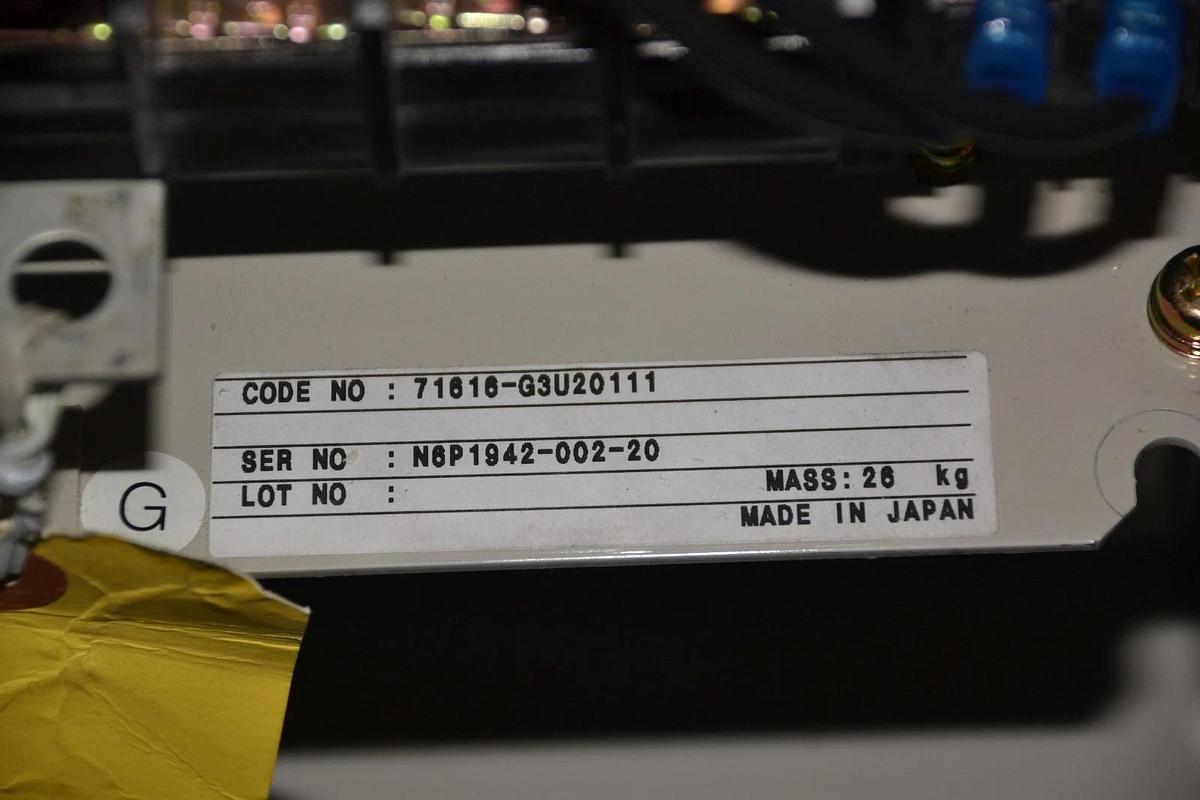 CODE NO : 71616-G3U20111
SER NO : N6P1942-002-20
LOT NO :
MASS: 26 kg
MADE IN JAPAN
G